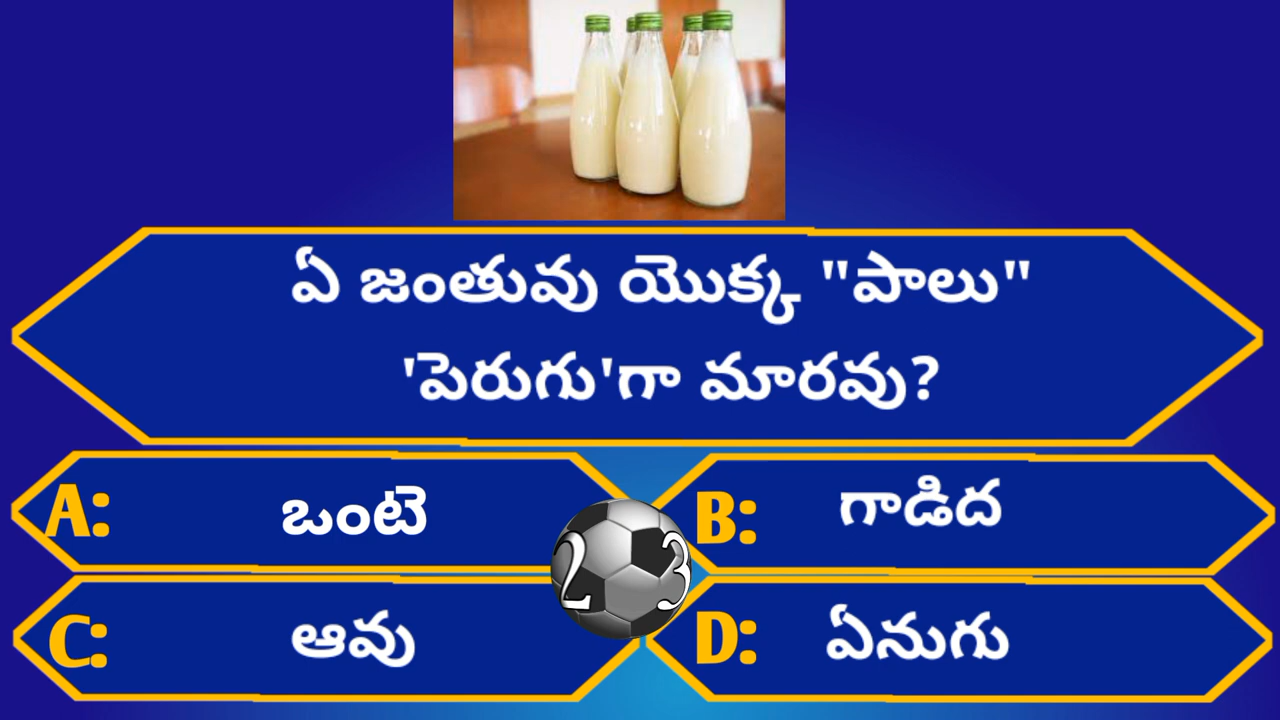 ఏ జంతువు యొక్క "పాలు"
'పెరుగు'గా మారవు?
A: ఒంటె
B: గాడిద
2 3
C: ఆవు
D: ఏనుగు